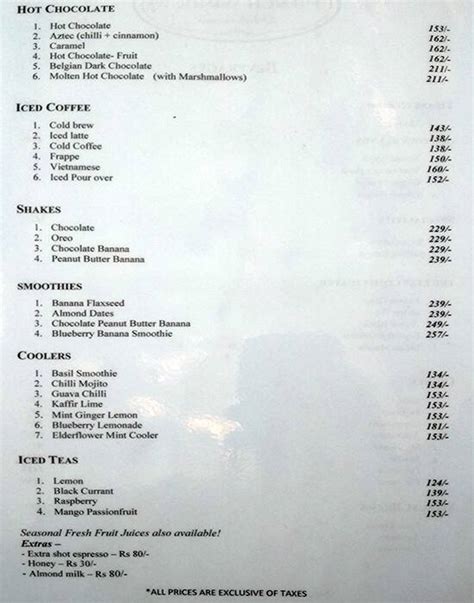 HOT CHOCOLATE
1. Hot Chocolate 153/-
2. Aztec (chilli + cinnamon) 162/-
3. Caramel 162/-
4. Hot Chocolate- Fruit 162/-
5. Belgian Dark Chocolate 211/-
6. Molten Hot Chocolate (with Marshmallows) 211/-
ICED COFFEE
1. Cold brew 143/-
2. Iced latte 138/-
3. Cold Coffee 138/-
4. Frappe 150/-
5. Vietnamese 160/-
6. Iced Pour over 152/-
SHAKES
1. Chocolate 229/-
2. Oreo 229/-
3. Chocolate Banana 229/-
4. Peanut Butter Banana 239/-
SMOOTHIES
1. Banana Flaxseed 239/-
2. Almond Dates 239/-
3. Chocolate Peanut Butter Banana 249/-
4. Blueberry Banana Smoothie 257/-
COOLERS
1. Basil Smoothie 134/-
2. Chilli Mojito 134/-
3. Guava Chilli 153/-
4. Kaffir Lime 153/-
5. Mint Ginger Lemon 153/-
6. Blueberry Lemonade 181/-
7. Elderflower Mint Cooler 153/-
ICED TEAS
1. Lemon 124/-
2. Black Currant 139/-
3. Raspberry 153/-
4. Mango Passionfruit 153/-
Seasonal Fresh Fruit Juices also available!
Extras –
- Extra shot espresso – Rs 80/-
- Honey – Rs 30/-
- Almond milk – Rs 80/-
*ALL PRICES ARE EXCLUSIVE OF TAXES